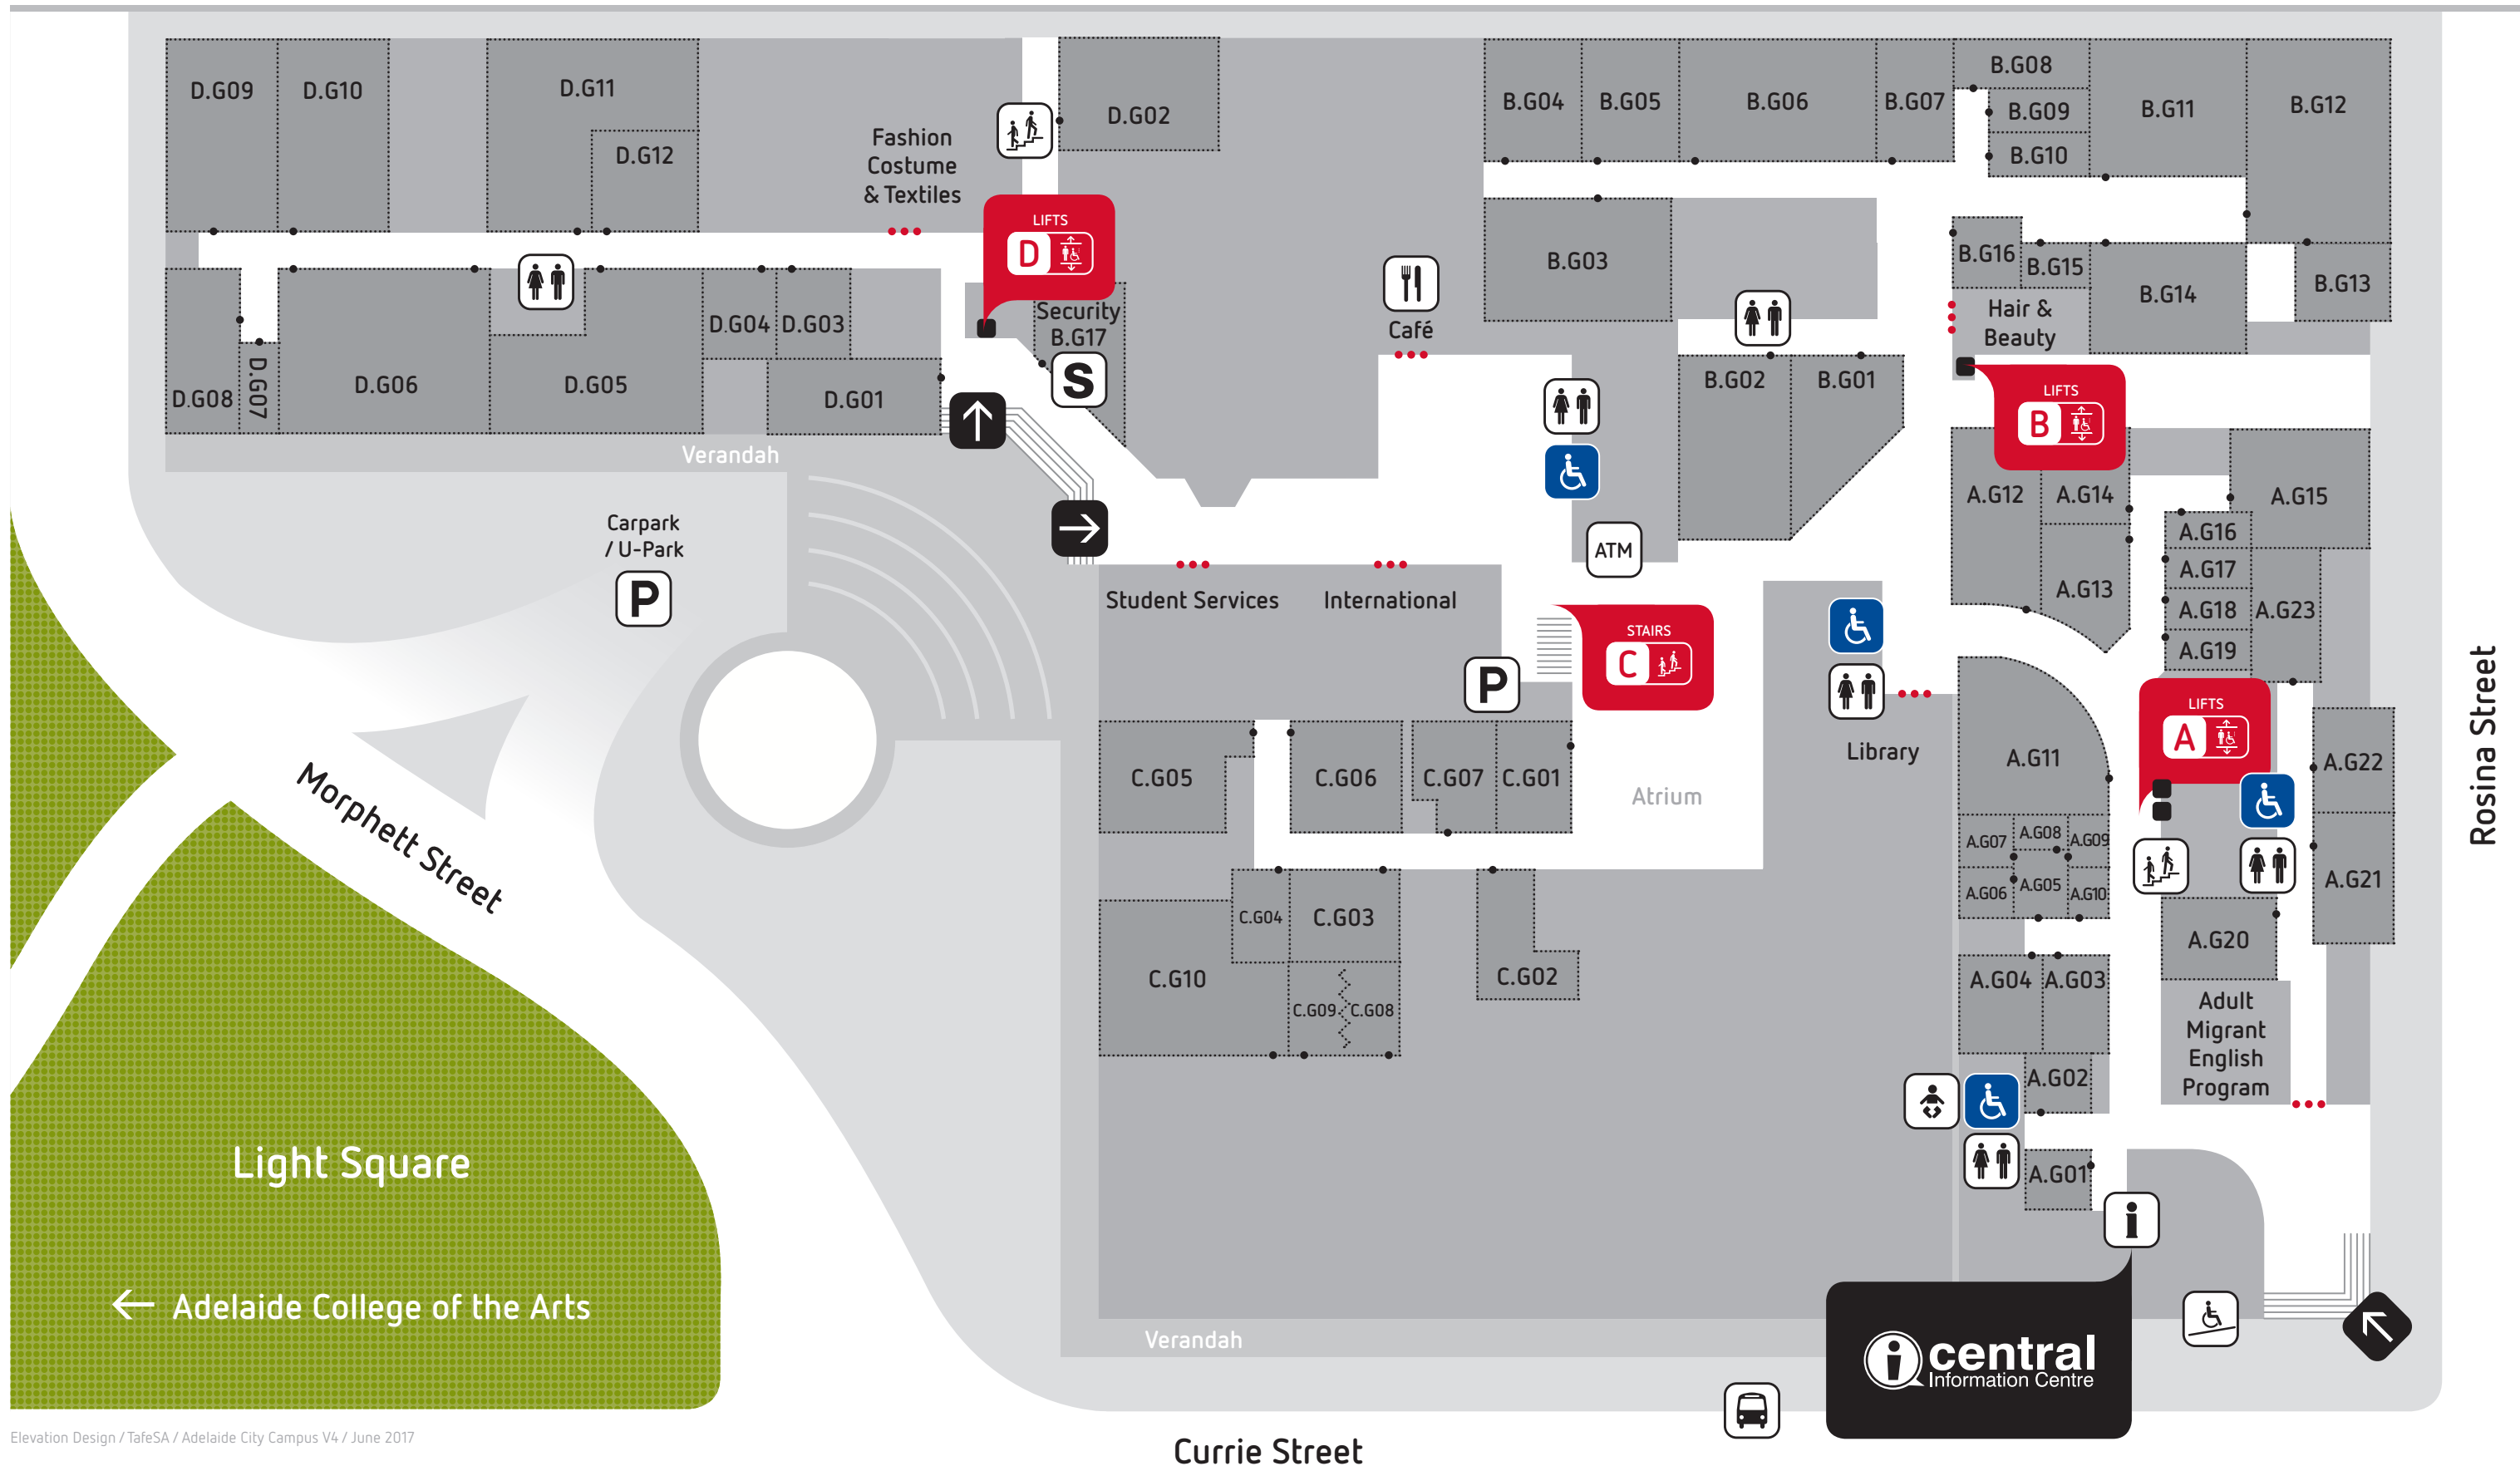 D.G09
D.G10
D.G11
D.G12
Fashion
Costume
& Textiles
D.G02
LIFTS
D
Security
B.G17
S
D.G08
D.G07
D.G06
D.G05
D.G04
D.G03
D.G01
Verandah
Café
B.G04
B.G05
B.G06
B.G07
B.G08
B.G09
B.G10
B.G11
B.G12
B.G03
B.G16
B.G15
B.G14
B.G13
Hair &
Beauty
B.G02
B.G01
LIFTS
B
ATM
Carpark
/ U-Park
P
Student Services
International
P
STAIRS
C
A.G12
A.G14
A.G13
A.G15
A.G16
A.G17
A.G18
A.G19
A.G23
LIFTS
A
Library
Atrium
C.G05
C.G06
C.G07
C.G01
C.G04
C.G03
C.G10
C.G09
C.G08
C.G02
A.G11
A.G07
A.G08
A.G09
A.G06
A.G05
A.G10
A.G22
A.G21
A.G20
A.G04
A.G03
A.G02
A.G01
Adult
Migrant
English
Program
Rosina Street
Morphett Street
Light Square
Adelaide College of the Arts
Verandah
i
i central
Information Centre
Elevation Design / TafeSA / Adelaide City Campus V4 / June 2017
Currie Street